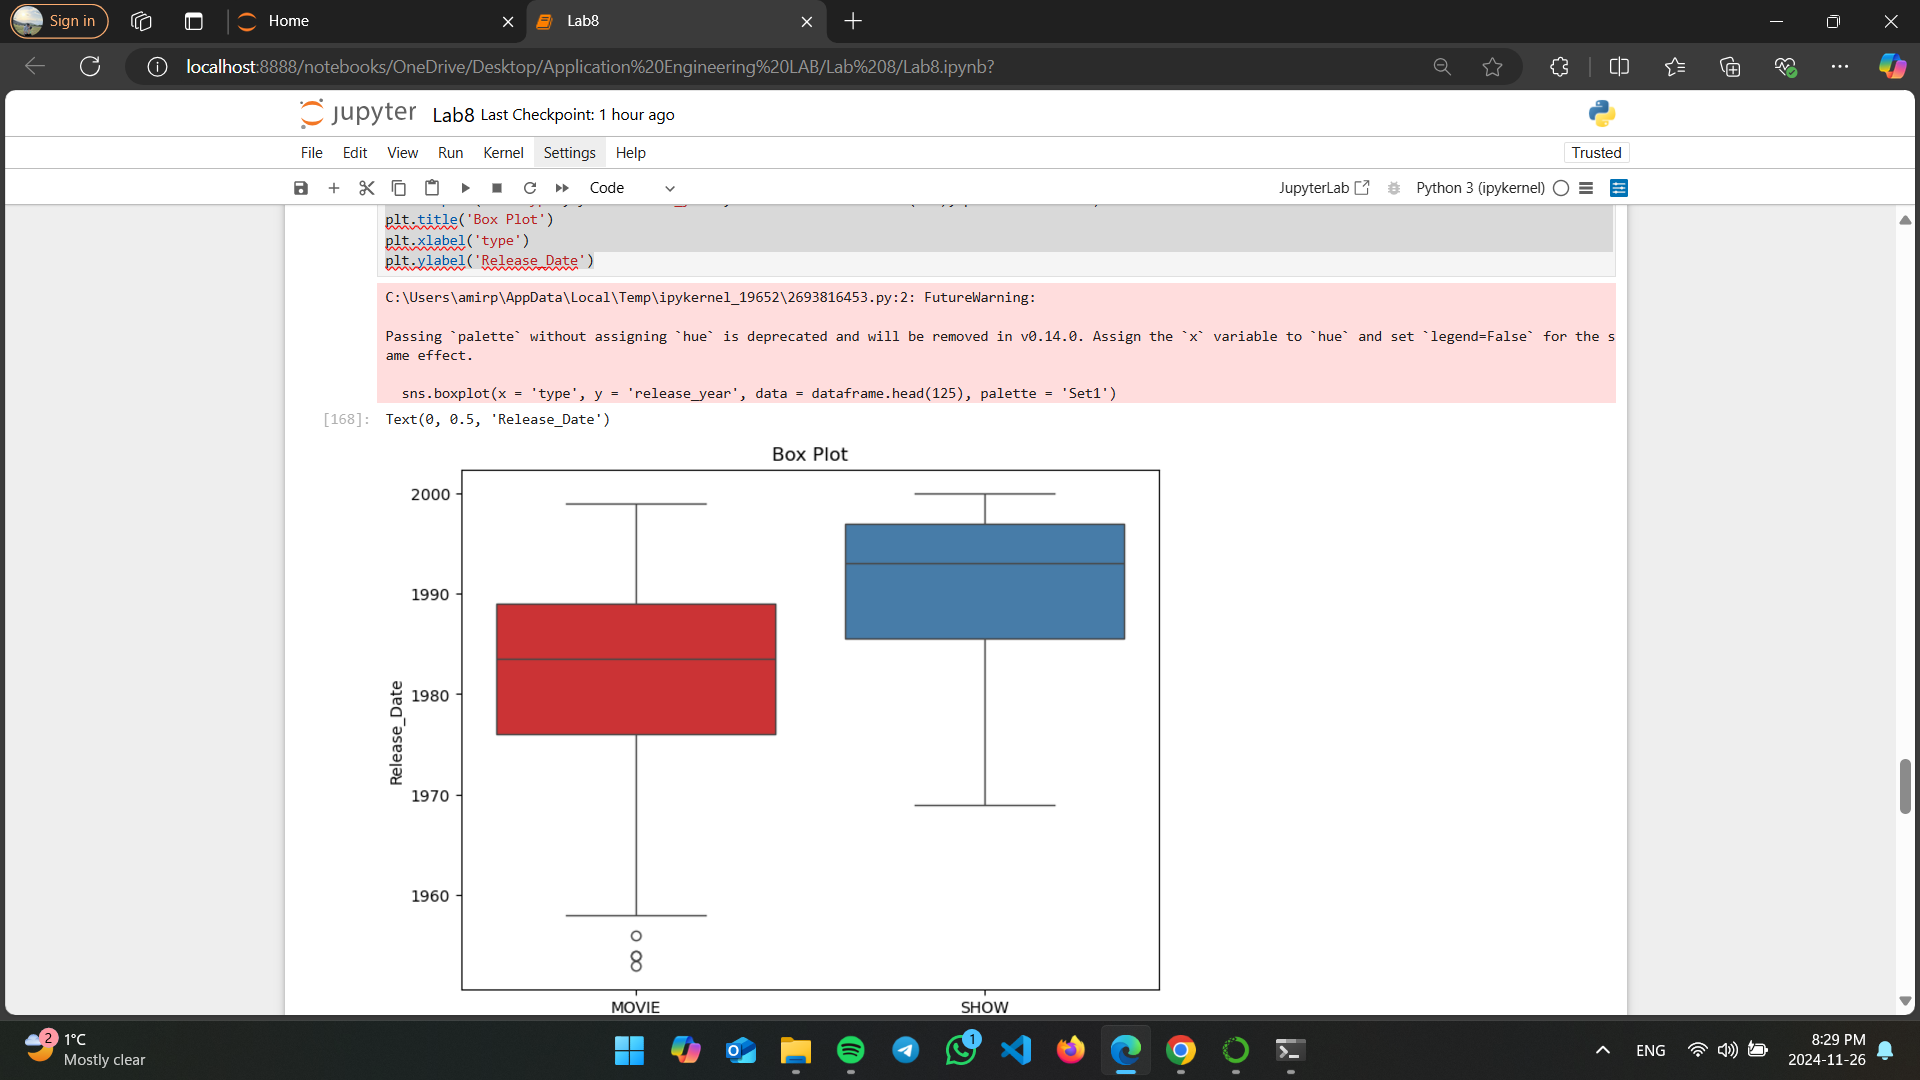 Sign in
Home
Lab8
localhost:8888/notebooks/OneDrive/Desktop/Application%20Engineering%20LAB/Lab%208/Lab8.ipynb?
jupyter Lab8 Last Checkpoint: 1 hour ago
File Edit View Run Kernel Settings Help
Trusted
Code
JupyterLab
Python 3 (ipykernel)
plt.title('Box Plot')
plt.xlabel('type')
plt.ylabel('Release_Date')
C:\Users\amirp\AppData\Local\Temp\ipykernel_19652\2693816453.py:2: FutureWarning:
Passing `palette` without assigning `hue` is deprecated and will be removed in v0.14.0. Assign the `x` variable to `hue` and set `legend=False` for the s
ame effect.
sns.boxplot(x = 'type', y = 'release_year', data = dataframe.head(125), palette = 'Set1')
[168]: Text(0, 0.5, 'Release_Date')
Box Plot
2000
1990
1980
1970
1960
Release_Date
MOVIE SHOW
2
1°C
Mostly clear
1
ENG
8:29 PM
2024-11-26